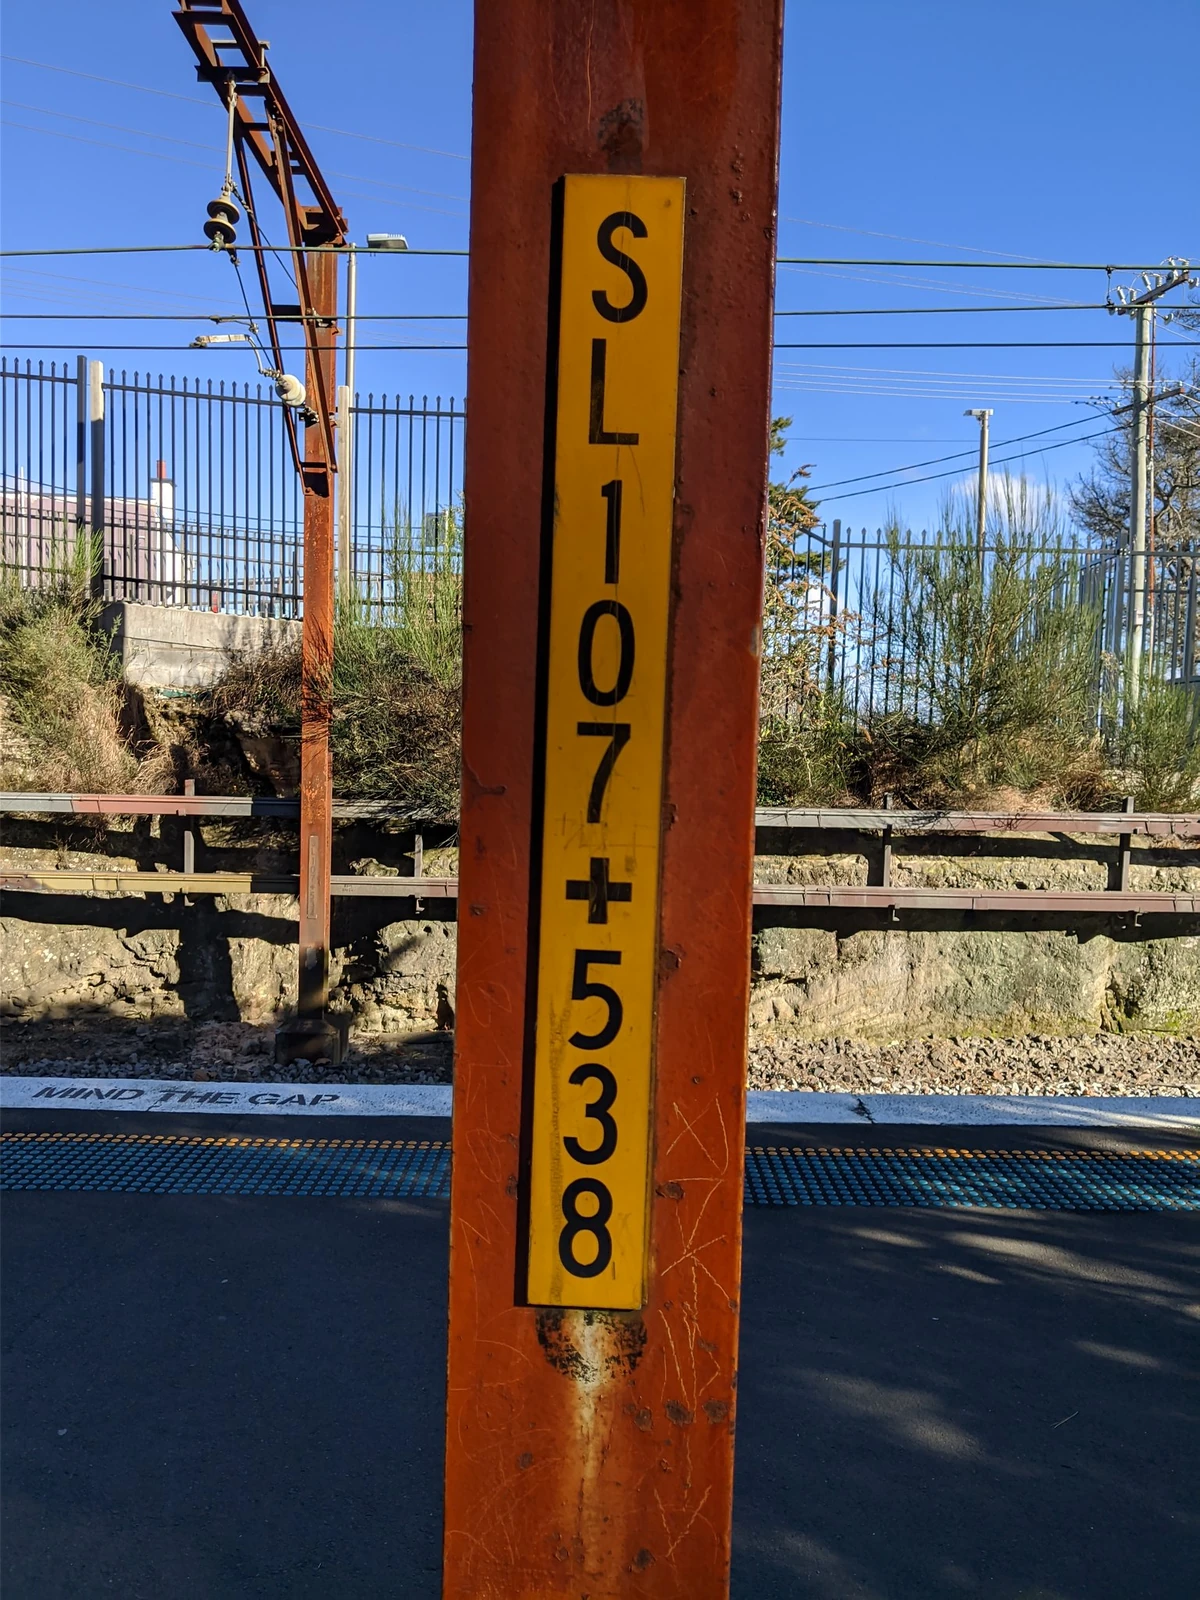 SL107+538
MIND THE GAP